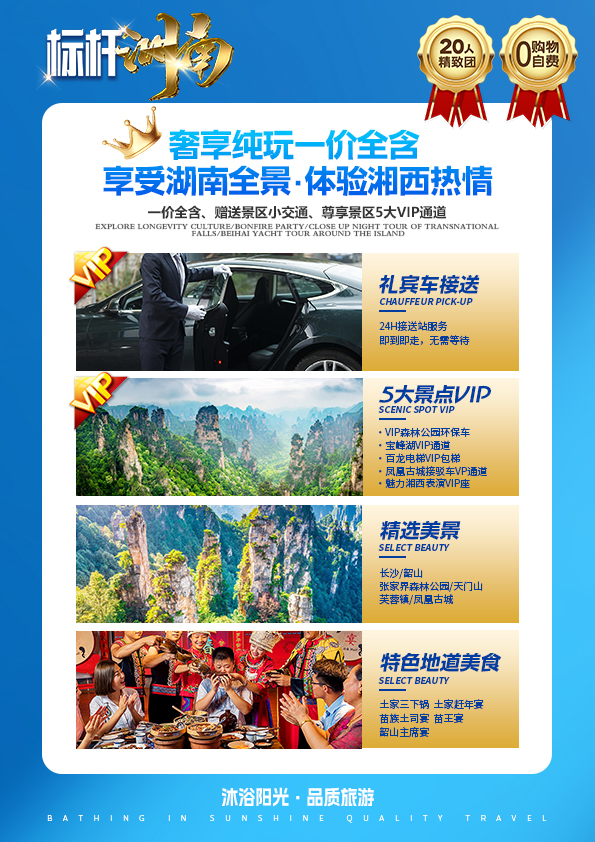 标杆湖南
20人
精致团
0购物
自费
奢享纯玩一价全含
享受湖南全景·体验湘西热情
一价全含、赠送景区小交通、尊享景区5大VIP通道
EXPLORE LONGEVITY CULTURE/BONFIRE PARTY/CLOSE UP NIGHT TOUR OF TRANSNATIONAL
FALLS/BEIHAI YACHT TOUR AROUND THE ISLAND
VIP
礼宾车接送
CHAUFFEUR PICK-UP
24H接送站服务
即到即走，无需等待
VIP
5大景点VIP
SCENIC SPOT VIP
·VIP森林公园环保车
·宝峰湖VIP通道
·百龙电梯VIP包梯
·凤凰古城接驳车VP通道
·魅力湘西表演VIP座
精选美景
SELECT BEAUTY
长沙/韶山
张家界森林公园/天门山
芙蓉镇/凤凰古城
特色地道美食
SELECT BEAUTY
土家三下锅 土家赶年宴
苗族土司宴 苗王宴
韶山主席宴
沐浴阳光·品质旅游
BATHING IN SUNSHINE QUALITY TRAVEL